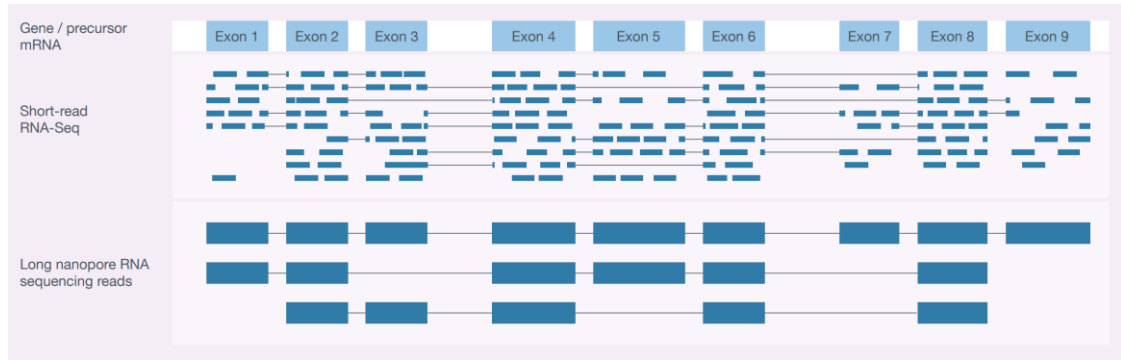 Gene / precursor
mRNA
Exon 1 Exon 2 Exon 3 Exon 4 Exon 5 Exon 6 Exon 7 Exon 8 Exon 9
Short-read
RNA-Seq
Long nanopore RNA
sequencing reads